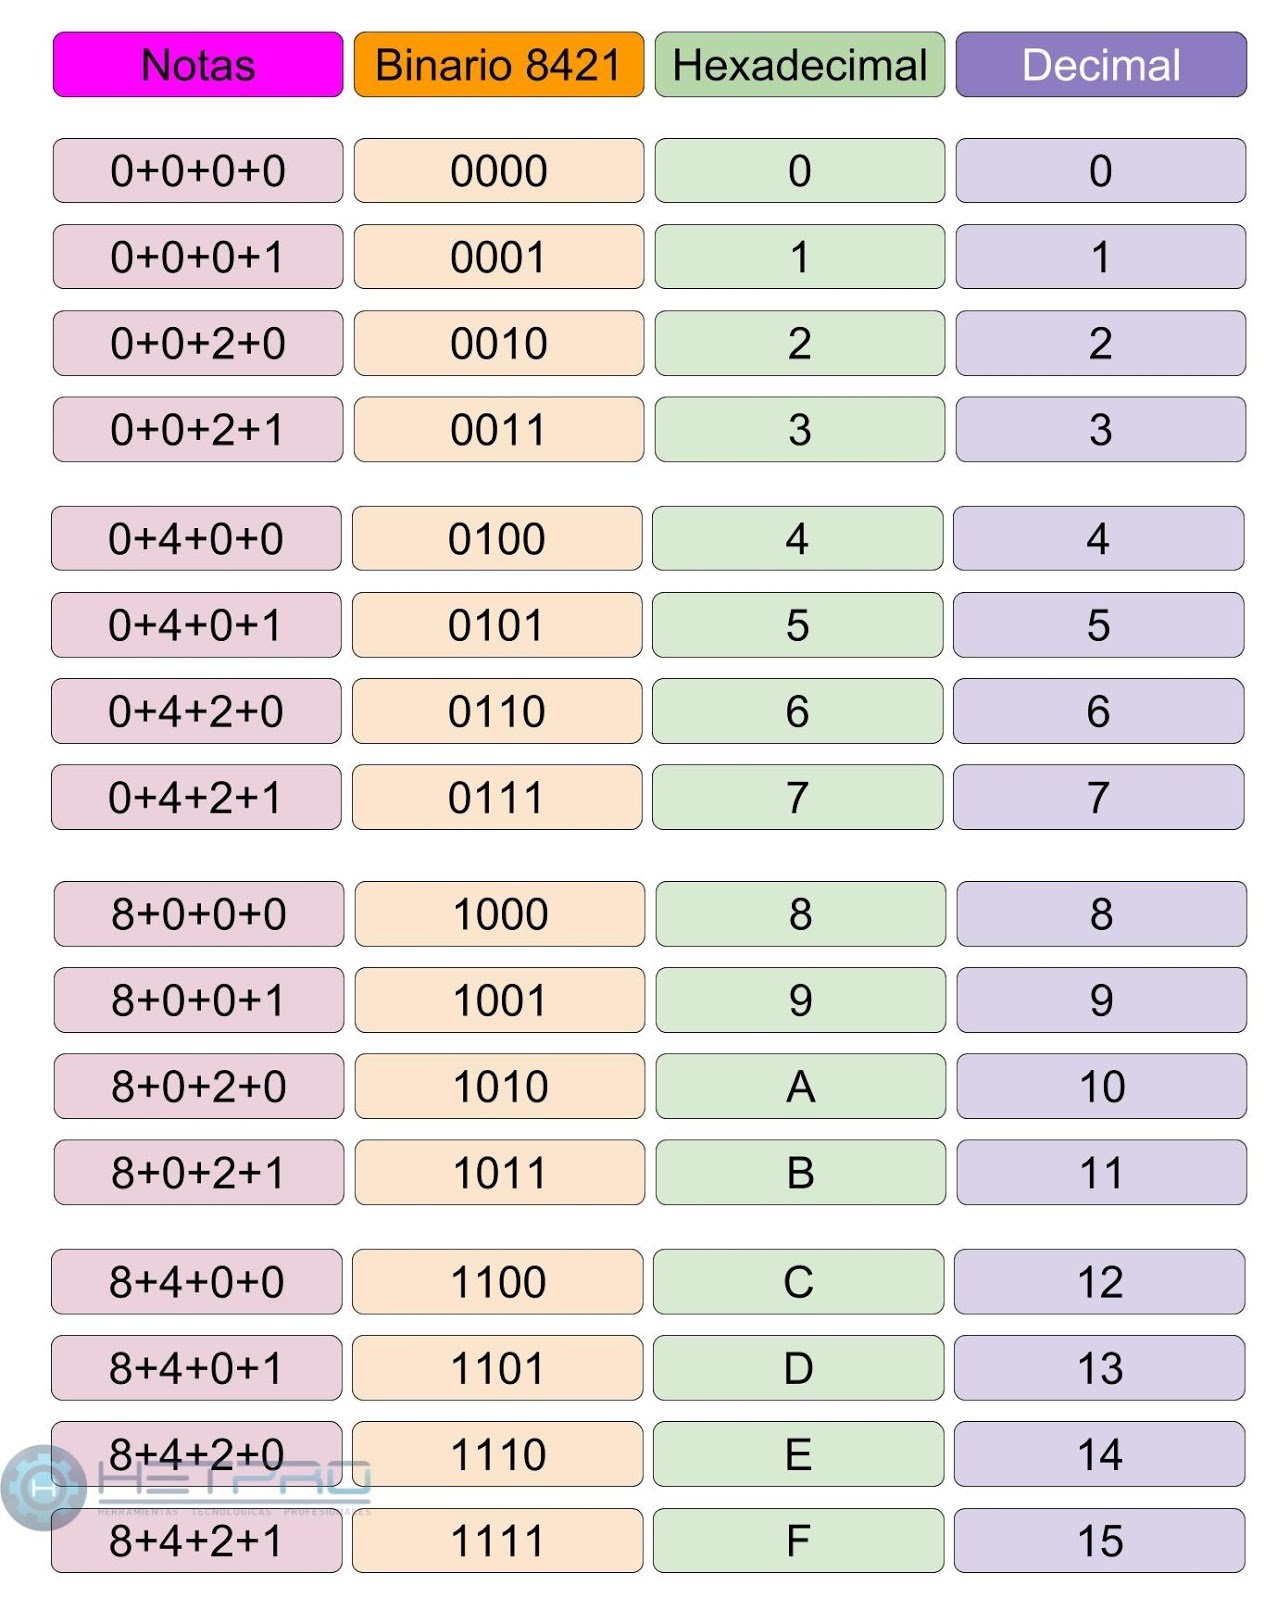 Notas Binario 8421 Hexadecimal Decimal
0+0+0+0 0000 0 0
0+0+0+1 0001 1 1
0+0+2+0 0010 2 2
0+0+2+1 0011 3 3
0+4+0+0 0100 4 4
0+4+0+1 0101 5 5
0+4+2+0 0110 6 6
0+4+2+1 0111 7 7
8+0+0+0 1000 8 8
8+0+0+1 1001 9 9
8+0+2+0 1010 A 10
8+0+2+1 1011 B 11
8+4+0+0 1100 C 12
8+4+0+1 1101 D 13
8+4+2+0 1110 E 14
H HETPRO
HERRAMIENTAS TECNOLÓGICAS PROFESIONALES
8+4+2+1 1111 F 15